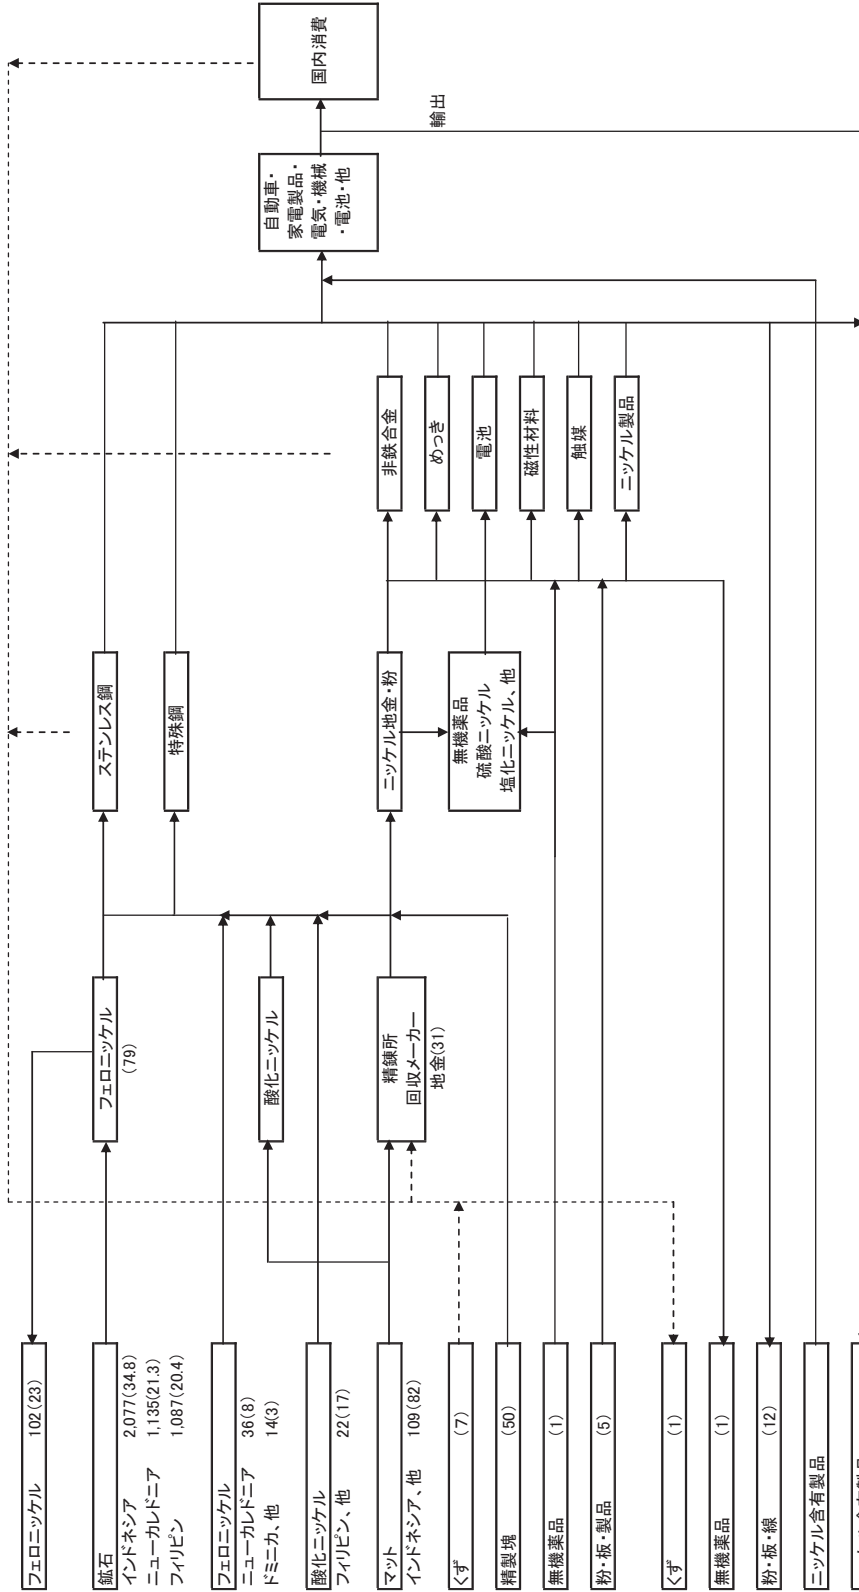 フェロニッケル 102(23)
鉱石
インドネシア 2,077(34.8)
ニューカレドニア 1,135(21.3)
フィリピン 1,087(20.4)
フェロニッケル
ニューカレドニア 36(8)
ドミニカ、他 14(3)
酸化ニッケル
フィリピン、他 22(17)
マット
インドネシア、他 109(82)
くず (7)
精製塊 (50)
無機薬品 (1)
粉・板・製品 (5)
くず (1)
無機薬品 (1)
粉・板・線 (12)
ニッケル含有製品
フェロニッケル
(79)
酸化ニッケル
精錬所
回収メーカー
地金(31)
ステンレス鋼
特殊鋼
ニッケル地金・粉
無機薬品
硫酸ニッケル
塩化ニッケル、他
非鉄合金
めっき
電池
磁性材料
触媒
ニッケル製品
自動車・
家電製品・
電気・機械
・電池・他
国内消費
輸出